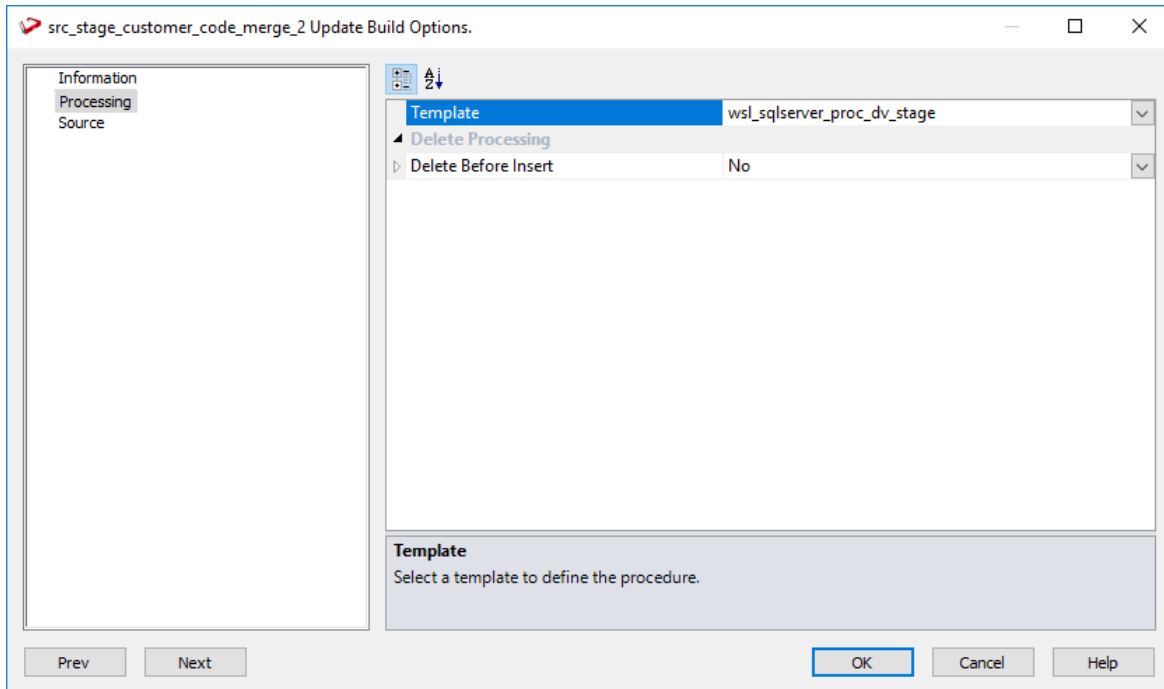 src_stage_customer_code_merge_2 Update Build Options.
Information
Processing
Source
A
Z
Template wsl_sqlserver_proc_dv_stage
Delete Processing
Delete Before Insert No
Template
Select a template to define the procedure.
Prev Next OK Cancel Help